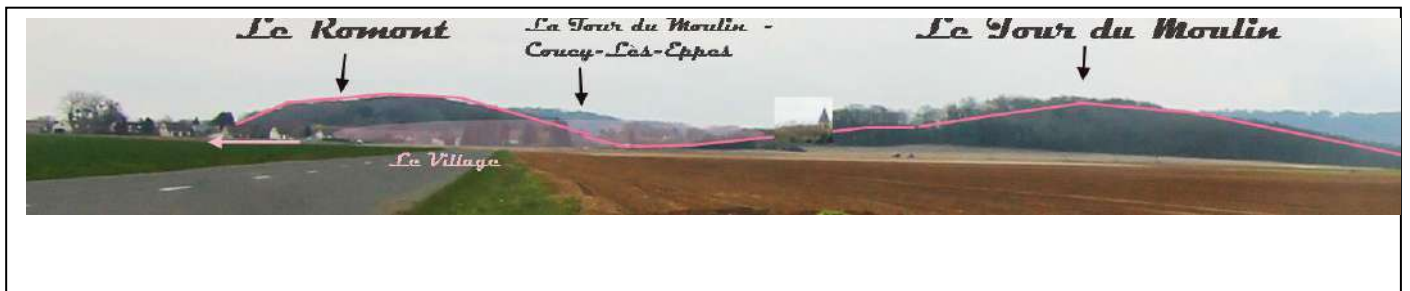 Le Romont
La Tour du Moulin -
Coucy-Lès-Eppes
Le Tour du Moulin
Le Village